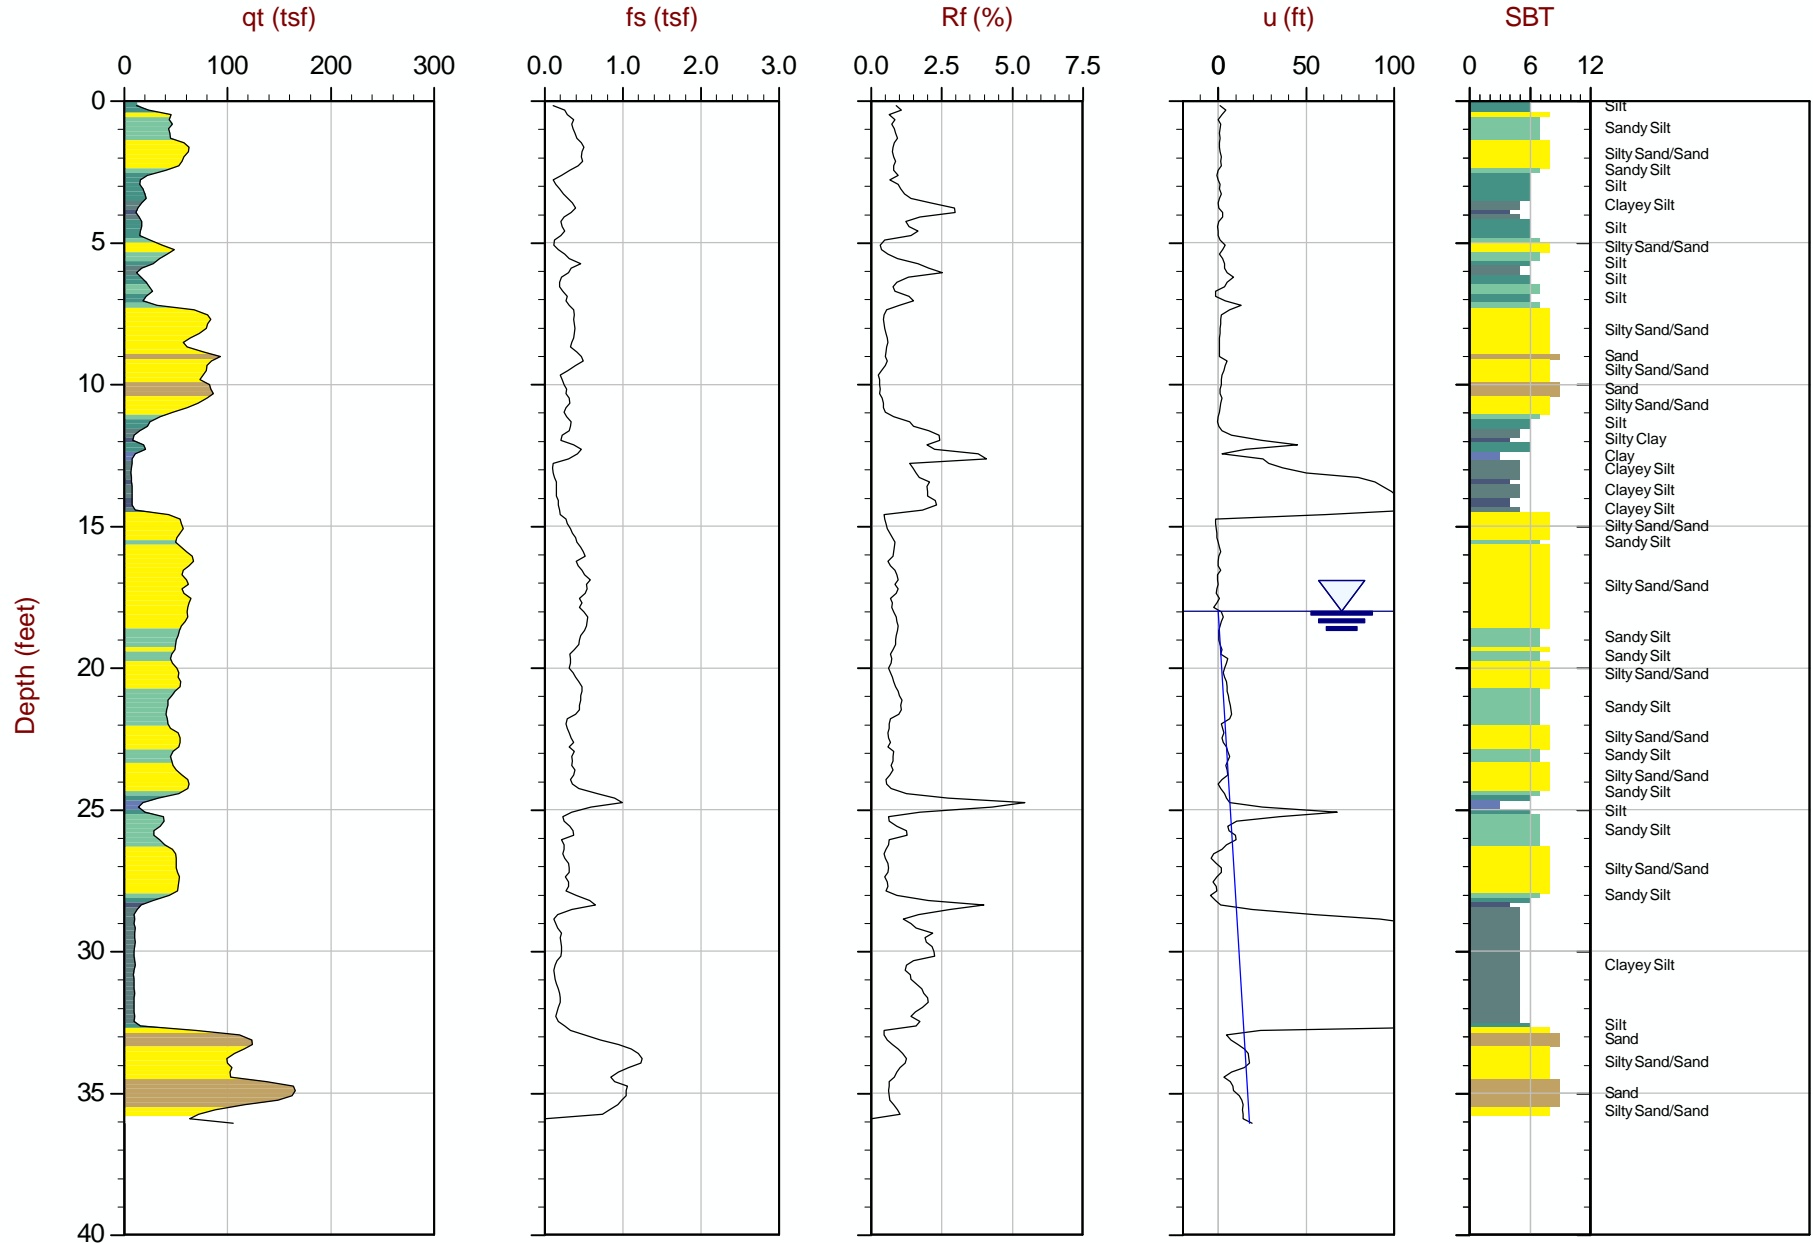 qt (tsf) fs (tsf) Rf (%) u (ft) SBT
0 100 200 300 0.0 1.0 2.0 3.0 0.0 2.5 5.0 7.5 0 50 100 0 6 12
0
Silt
Sandy Silt
Silty Sand/Sand
Sandy Silt
Silt
Clayey Silt
Silt
5
Silty Sand/Sand
Silt
Silt
Silt
Silty Sand/Sand
Sand
Silty Sand/Sand
10
Sand
Silty Sand/Sand
Silt
Silty Clay
Clay
Clayey Silt
Clayey Silt
Clayey Silt
15
Silty Sand/Sand
Sandy Silt
Silty Sand/Sand
Sandy Silt
Sandy Silt
20
Silty Sand/Sand
Depth (feet)
Sandy Silt
Silty Sand/Sand
Sandy Silt
Silty Sand/Sand
Sandy Silt
25
Silt
Sandy Silt
Silty Sand/Sand
Sandy Silt
30
Clayey Silt
Silt
Sand
Silty Sand/Sand
35
Sand
Silty Sand/Sand
40